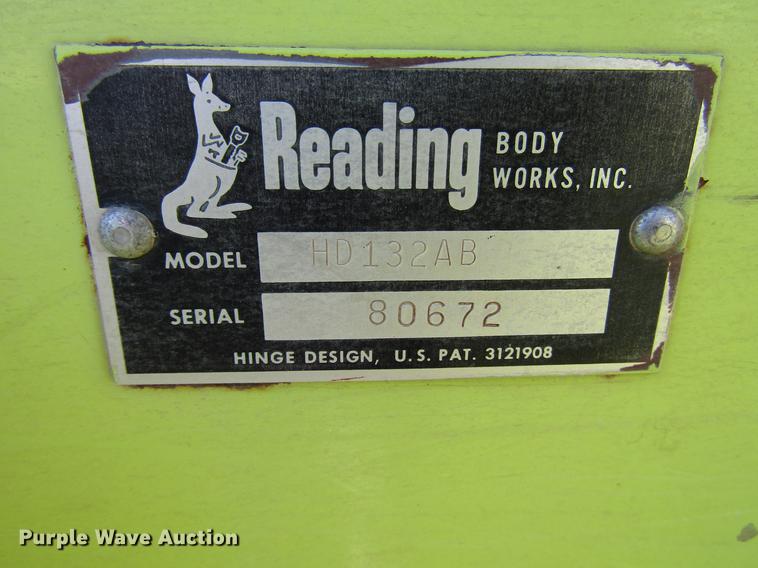 Reading BODY WORKS, INC.
MODEL HD132AB
SERIAL 80672
HINGE DESIGN, U.S. PAT. 3121908
Purple Wave Auction